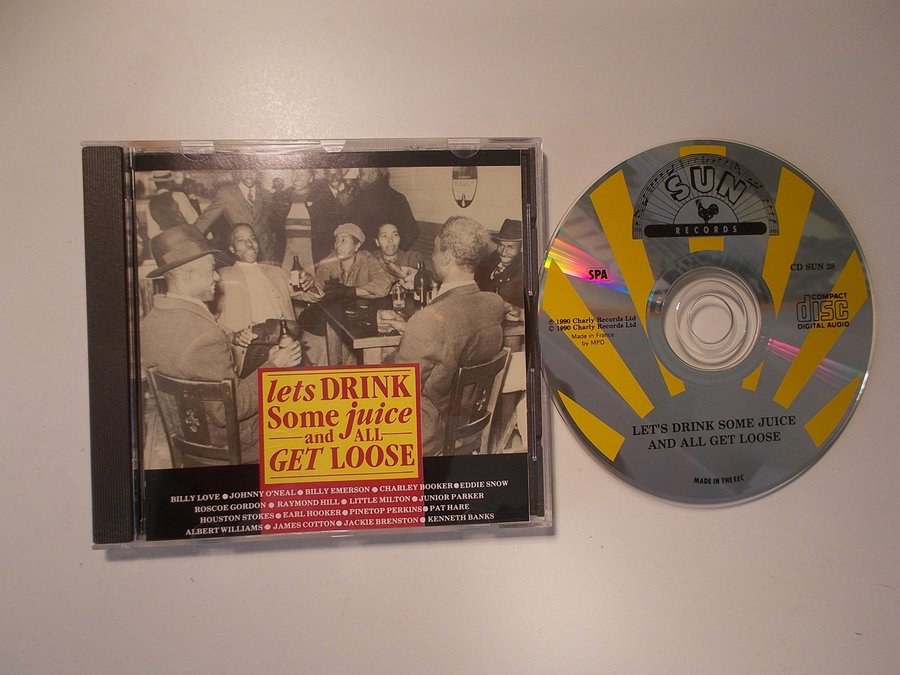 lets DRINK
Some juice
and ALL
GET LOOSE
BILLY LOVE ● JOHNNY O'NEAL ● BILLY EMERSON ● CHARLEY BOOKER ● EDDIE SNOW
ROSCOE GORDON ● RAYMOND HILL ● LITTLE MILTON ● JUNIOR PARKER
HOUSTON STOKES ● EARL HOOKER ● PINETOP PERKINS ● PAT HARE
ALBERT WILLIAMS ● JAMES COTTON ● JACKIE BRENSTON ● KENNETH BANKS
SUN
RECORDS
SPA
CD SUN 28
COMPACT
disc
DIGITAL AUDIO
℗ 1990 Charly Records Ltd
© 1990 Charly Records Ltd
Made in France
by MPO
LET'S DRINK SOME JUICE
AND ALL GET LOOSE
MADE IN THE EEC